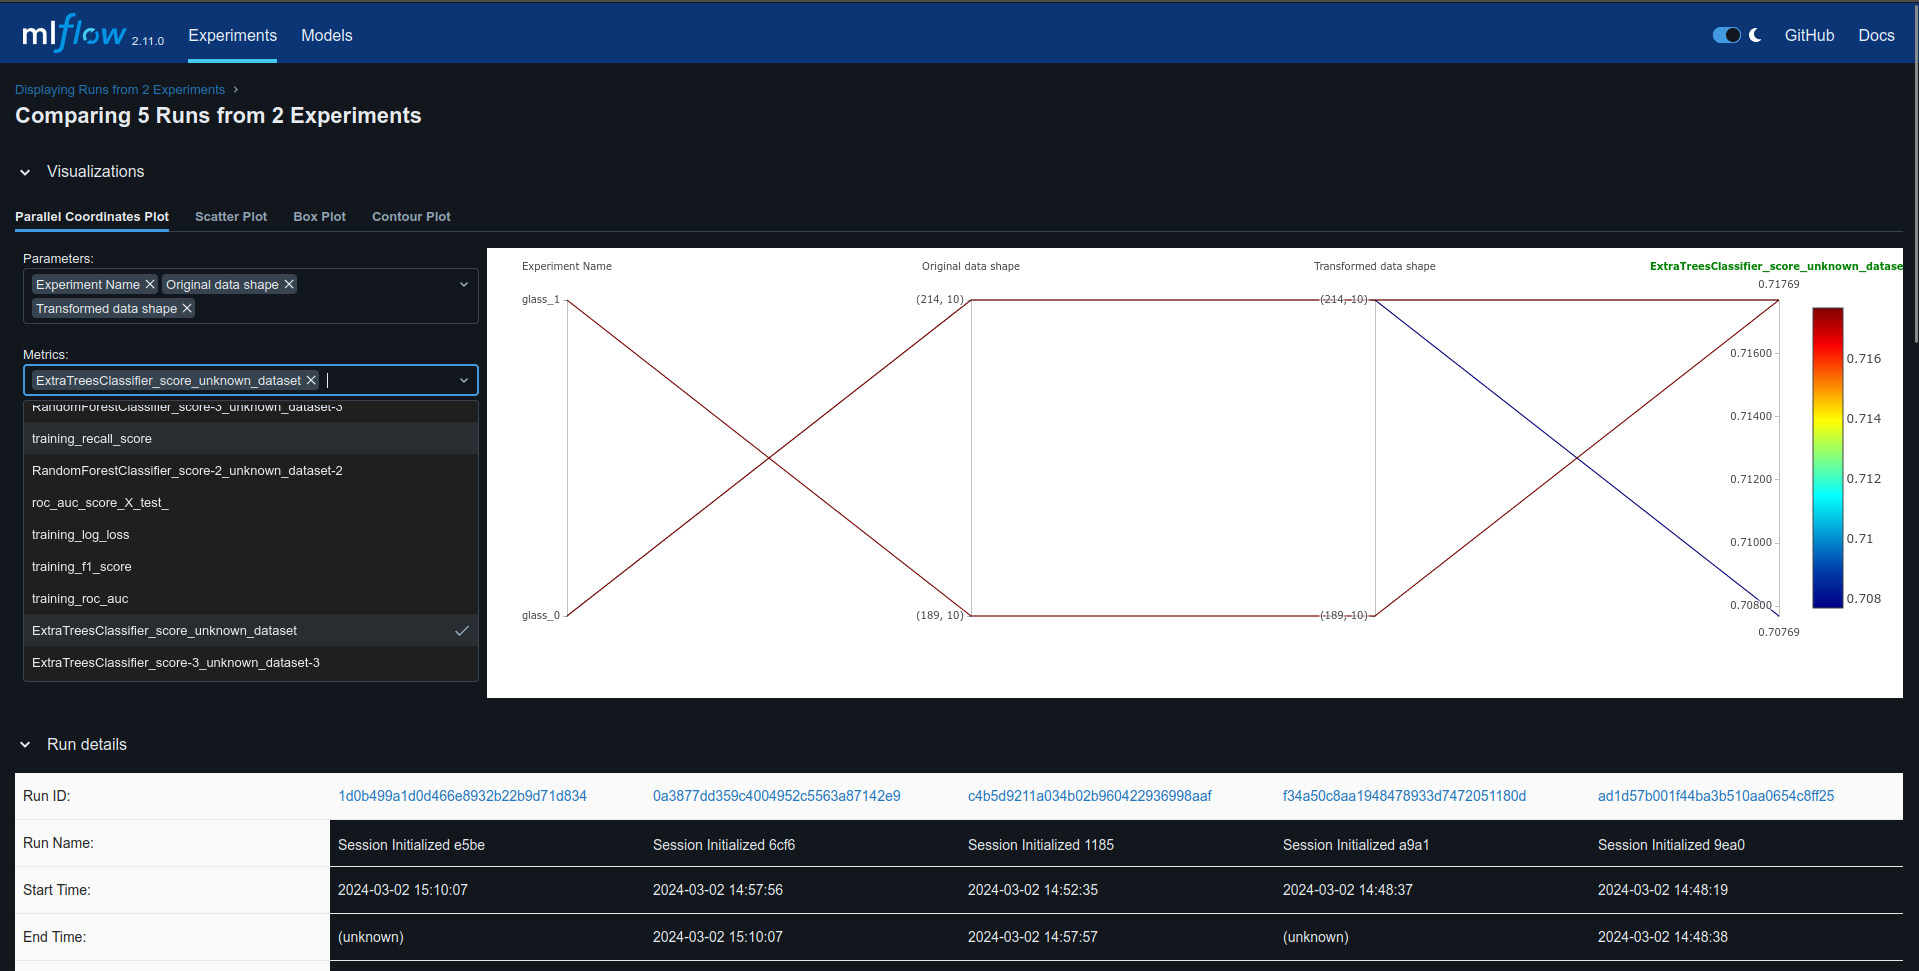 mlflow 2.11.0 Experiments Models GitHub Docs
Displaying Runs from 2 Experiments
Comparing 5 Runs from 2 Experiments
Visualizations
Parallel Coordinates Plot Scatter Plot Box Plot Contour Plot
Parameters:
Experiment Name Original data shape
Transformed data shape
Metrics:
ExtraTreesClassifier_score_unknown_dataset
RandomForestClassifier_score-3_unknown_dataset-3
training_recall_score
RandomForestClassifier_score-2_unknown_dataset-2
roc_auc_score_X_test_
training_log_loss
training_f1_score
training_roc_auc
ExtraTreesClassifier_score_unknown_dataset
ExtraTreesClassifier_score-3_unknown_dataset-3
Experiment Name Original data shape Transformed data shape ExtraTreesClassifier_score_unknown_datase
0.71769
glass_1 (214, 10) (214, 10)
0.71600
0.71400
0.71200
0.71000
0.70800
glass_0 (189, 10) (189, 10)
0.70769
0.716
0.714
0.712
0.71
0.708
Run details
Run ID: 1d0b499a1d0d466e8932b22b9d71d834 0a3877dd359c4004952c5563a87142e9 c4b5d9211a034b02b960422936998aaf f34a50c8aa1948478933d7472051180d ad1d57b001f44ba3b510aa0654c8ff25
Run Name: Session Initialized e5be Session Initialized 6cf6 Session Initialized 1185 Session Initialized a9a1 Session Initialized 9ea0
Start Time: 2024-03-02 15:10:07 2024-03-02 14:57:56 2024-03-02 14:52:35 2024-03-02 14:48:37 2024-03-02 14:48:19
End Time: (unknown) 2024-03-02 15:10:07 2024-03-02 14:57:57 (unknown) 2024-03-02 14:48:38